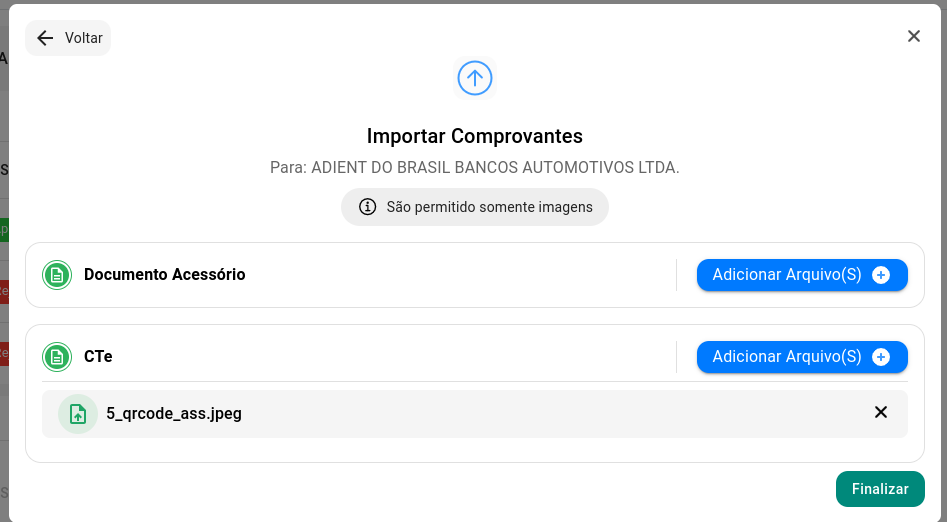 Voltar
Importar Comprovantes
Para: ADIENT DO BRASIL BANCOS AUTOMOTIVOS LTDA.
São permitido somente imagens
Documento Acessório
Adicionar Arquivo(S)
CTe
Adicionar Arquivo(S)
5_qrcode_ass.jpeg
Finalizar